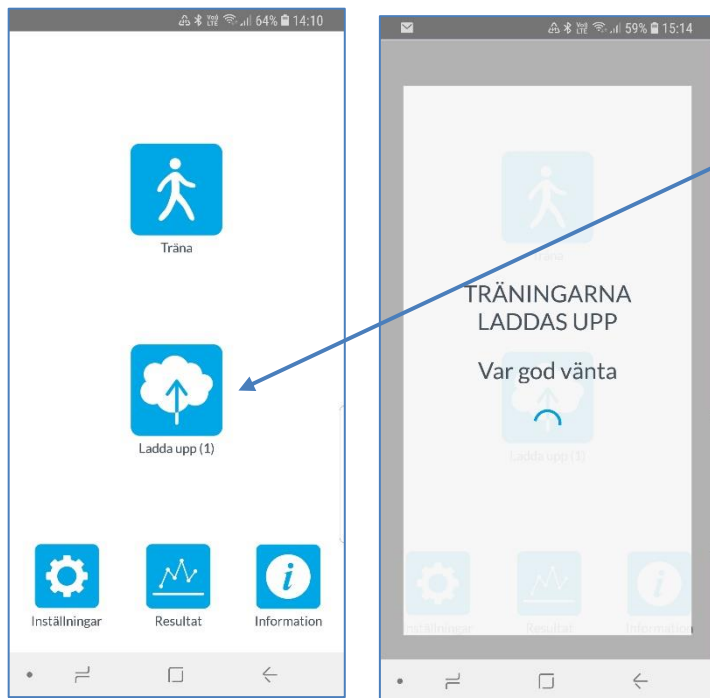 64% 14:10
Träna
Ladda upp (1)
Inställningar Resultat Information
59% 15:14
Träna
TRÄNINGARNA
LADDAS UPP
Var god vänta
Ladda upp (1)
Inställningar Resultat Information